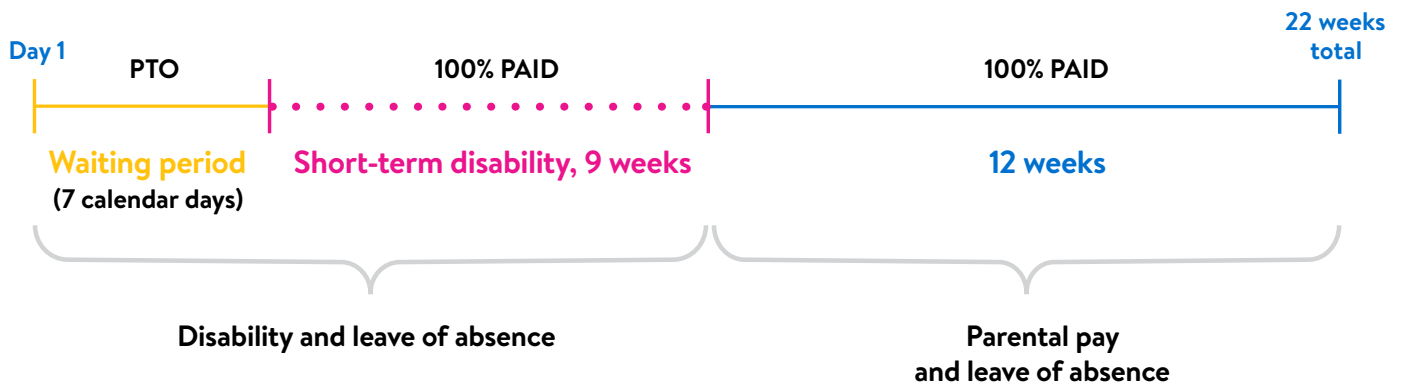 Day 1
22 weeks
total
PTO
100% PAID
100% PAID
Waiting period
(7 calendar days)
Short-term disability, 9 weeks
12 weeks
Disability and leave of absence
Parental pay
and leave of absence